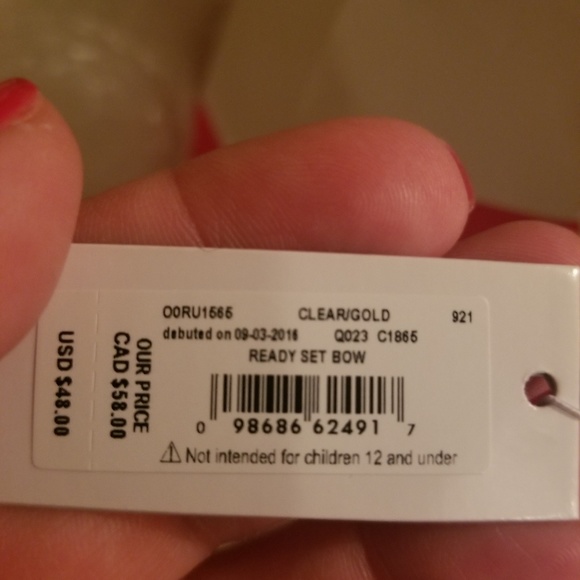 O0RU1565 CLEAR/GOLD 921
debuted on 09-03-2016 Q023 C1865
READY SET BOW
0 98686 62491 7
⚠ Not intended for children 12 and under
OUR PRICE
CAD $58.00
USD $48.00